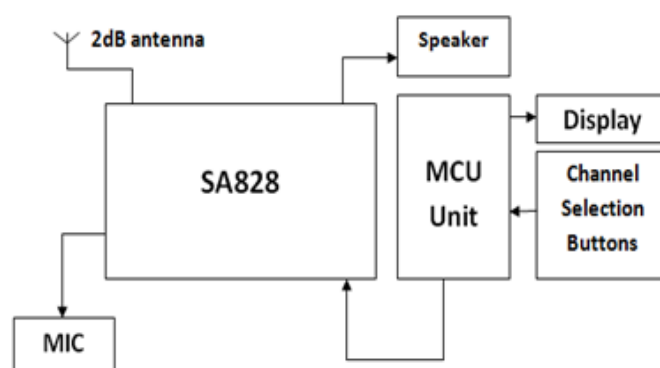 2dB antenna
Speaker
SA828
MCU
Unit
Display
Channel
Selection
Buttons
MIC